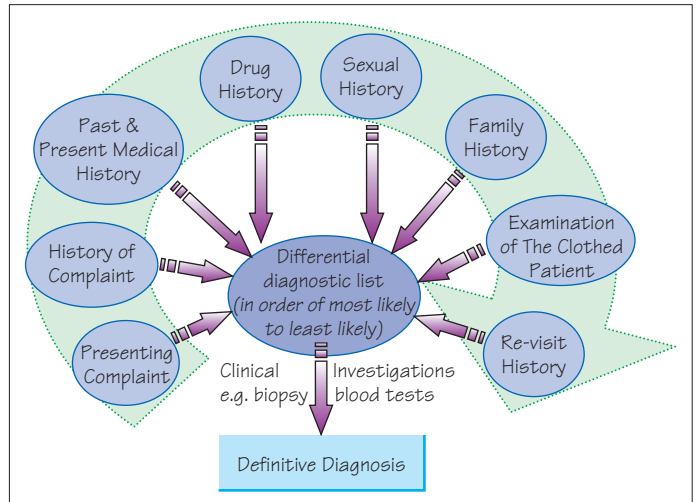 Drug
History
Sexual
History
Past &
Present Medical
History
Family
History
History of
Complaint
Examination
of The Clothed
Patient
Presenting
Complaint
Re-visit
History
Differential
diagnostic list
(in order of most likely
to least likely)
Clinical Investigations
e.g. biopsy blood tests
Definitive Diagnosis